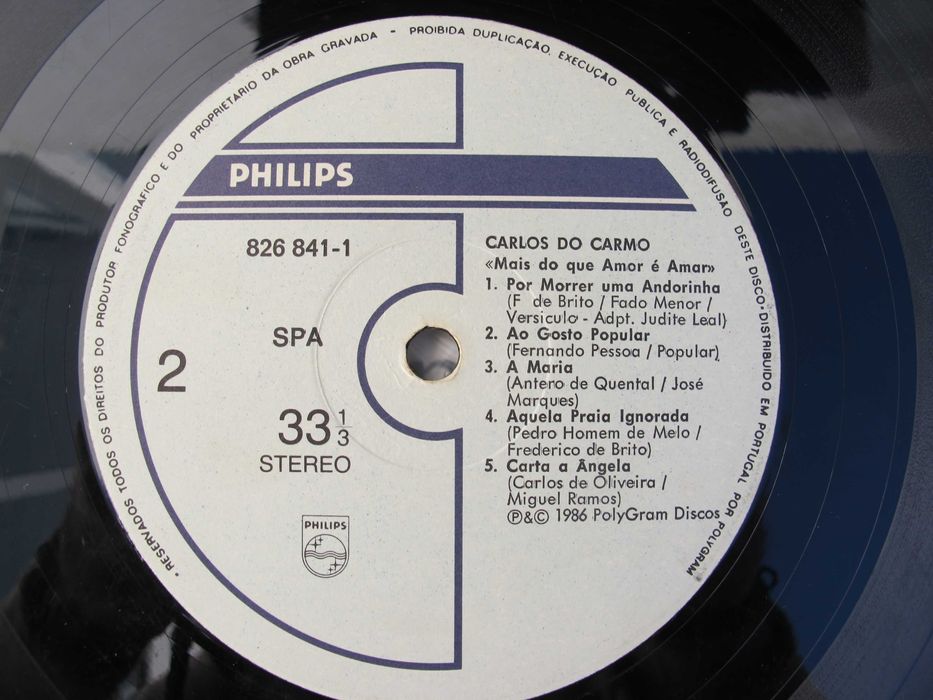 • RESERVADOS TODOS OS DIREITOS DO PRODUTOR FONOGRAFICO E DO PROPRIETARIO DA OBRA GRAVADA - PROIBIDA DUPLICAÇÃO, EXECUÇÃO PUBLICA E RADIODIFUSÃO DESTE DISCO • DISTRIBUIDO EM PORTUGAL POR POLYGRAM
PHILIPS
826 841-1
SPA
2
33 1/3
STEREO
PHILIPS
CARLOS DO CARMO
«Mais do que Amor é Amar»
1. Por Morrer uma Andorinha
(F de Brito / Fado Menor /
Versiculo - Adpt. Judite Leal)
2. Ao Gosto Popular
(Fernando Pessoa / Popular)
3. A Maria
(Antero de Quental / José
Marques)
4. Aquela Praia Ignorada
(Pedro Homem de Melo /
Frederico de Brito)
5. Carta a Ângela
(Carlos de Oliveira /
Miguel Ramos)
℗&© 1986 PolyGram Discos